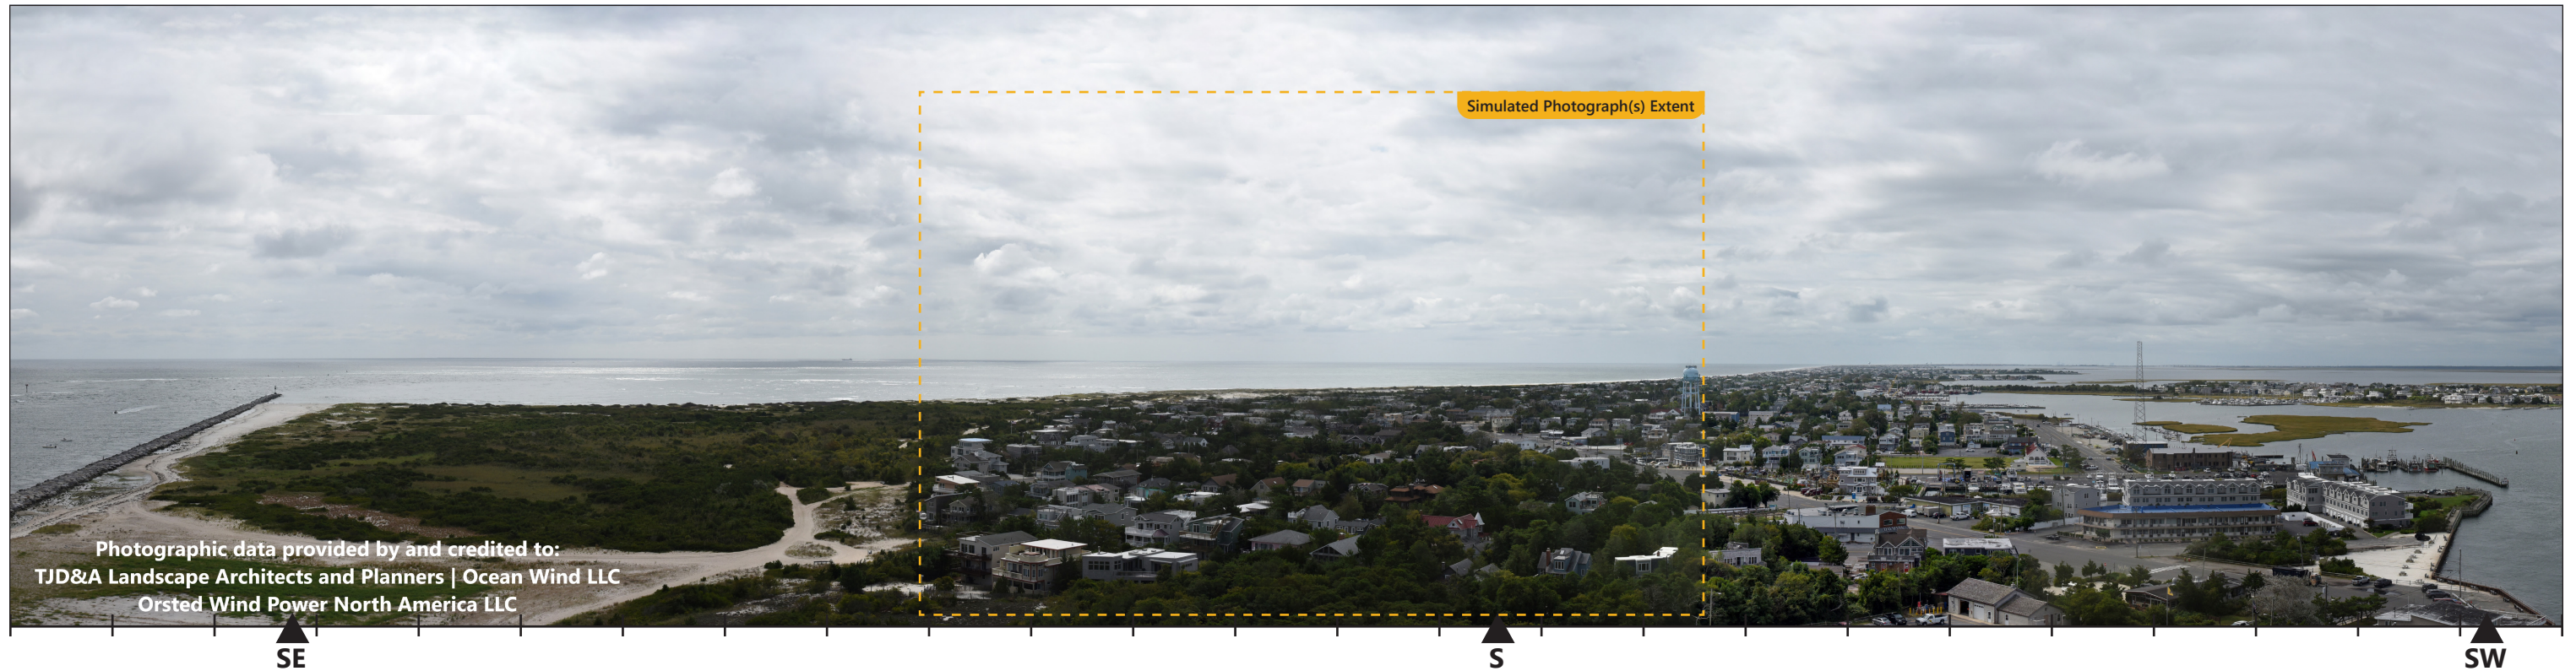 Simulated Photograph(s) Extent
Photographic data provided by and credited to:
TJD&A Landscape Architects and Planners | Ocean Wind LLC
Orsted Wind Power North America LLC
SE
S
SW